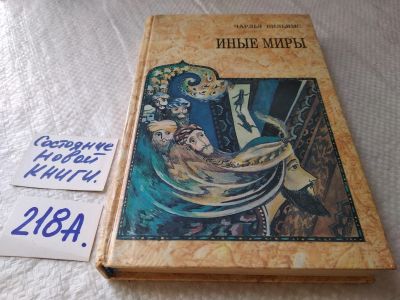 ЧАРЛЬЗ ВИЛЬЯМС
ИНЫЕ МИРЫ
Состояние
Новой
Книги.
218А.